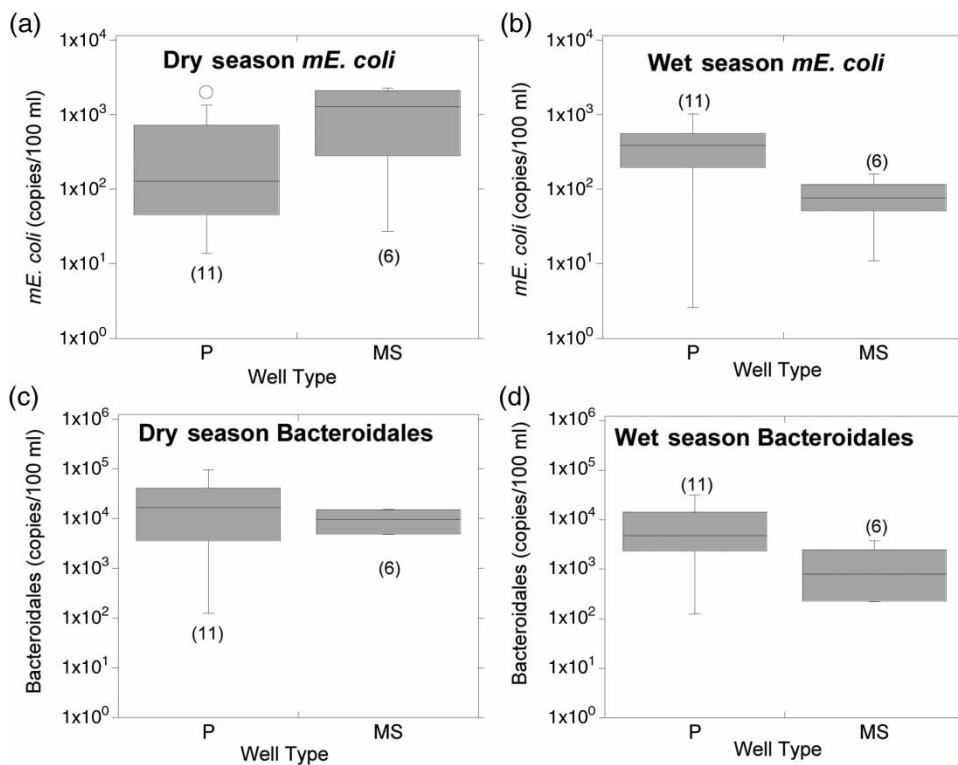 (a)
Dry season mE. coli
1x10⁴
1x10³
1x10²
1x10¹
1x10⁰
mE. coli (copies/100 ml)
(11)
(6)
P
MS
Well Type
(b)
Wet season mE. coli
1x10⁴
1x10³
1x10²
1x10¹
1x10⁰
mE. coli (copies/100 ml)
(11)
(6)
P
MS
Well Type
(c)
Dry season Bacteroidales
1x10⁶
1x10⁵
1x10⁴
1x10³
1x10²
1x10¹
1x10⁰
Bacteroidales (copies/100 ml)
(11)
(6)
P
MS
Well Type
(d)
Wet season Bacteroidales
1x10⁶
1x10⁵
1x10⁴
1x10³
1x10²
1x10¹
1x10⁰
Bacteroidales (copies/100 ml)
(11)
(6)
P
MS
Well Type